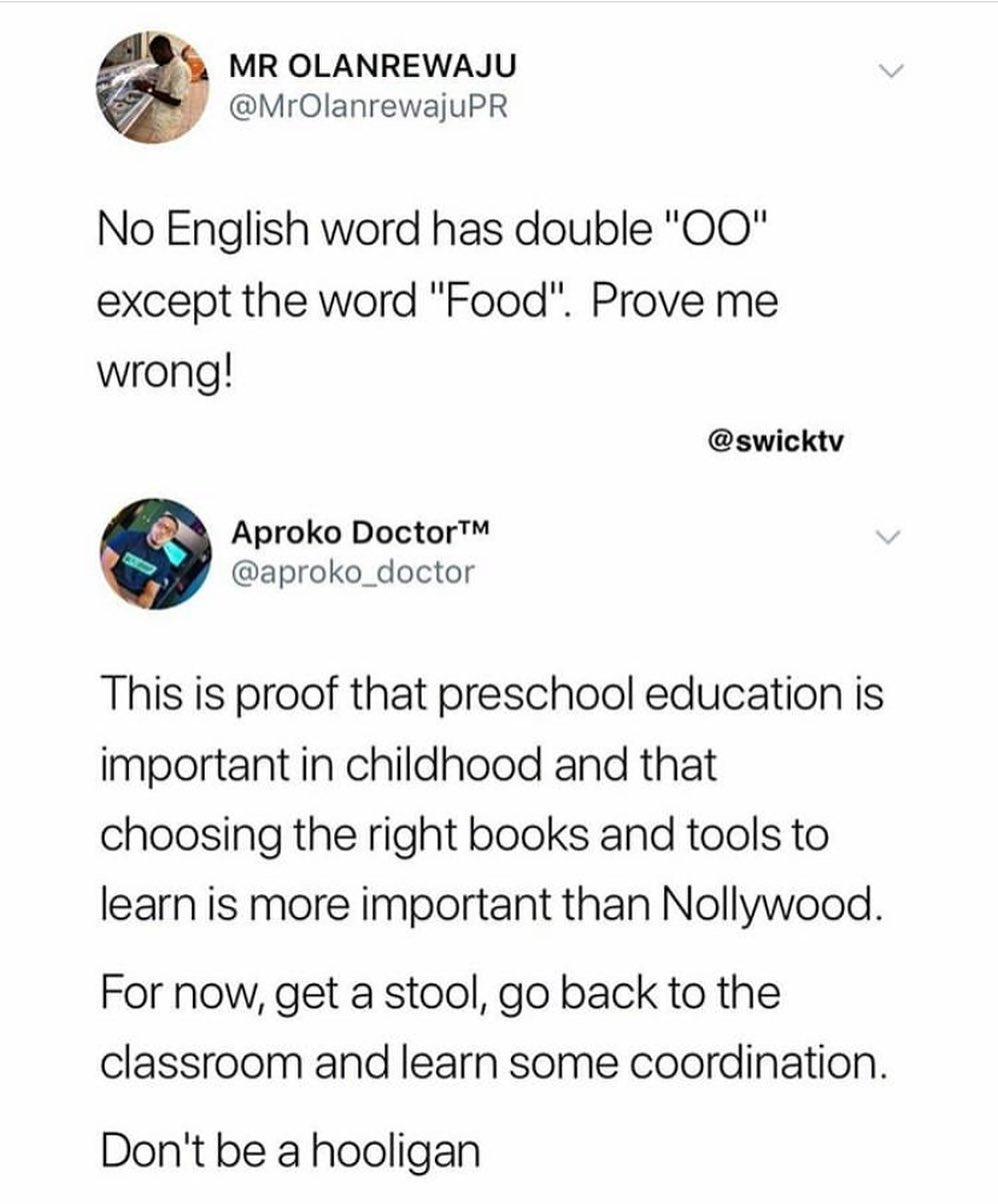 MR OLANREWAJU
@MrOlanrewajuPR
No English word has double "OO"
except the word "Food". Prove me
wrong!
@swicktv
Aproko Doctor™
@aproko_doctor
This is proof that preschool education is
important in childhood and that
choosing the right books and tools to
learn is more important than Nollywood.
For now, get a stool, go back to the
classroom and learn some coordination.
Don't be a hooligan